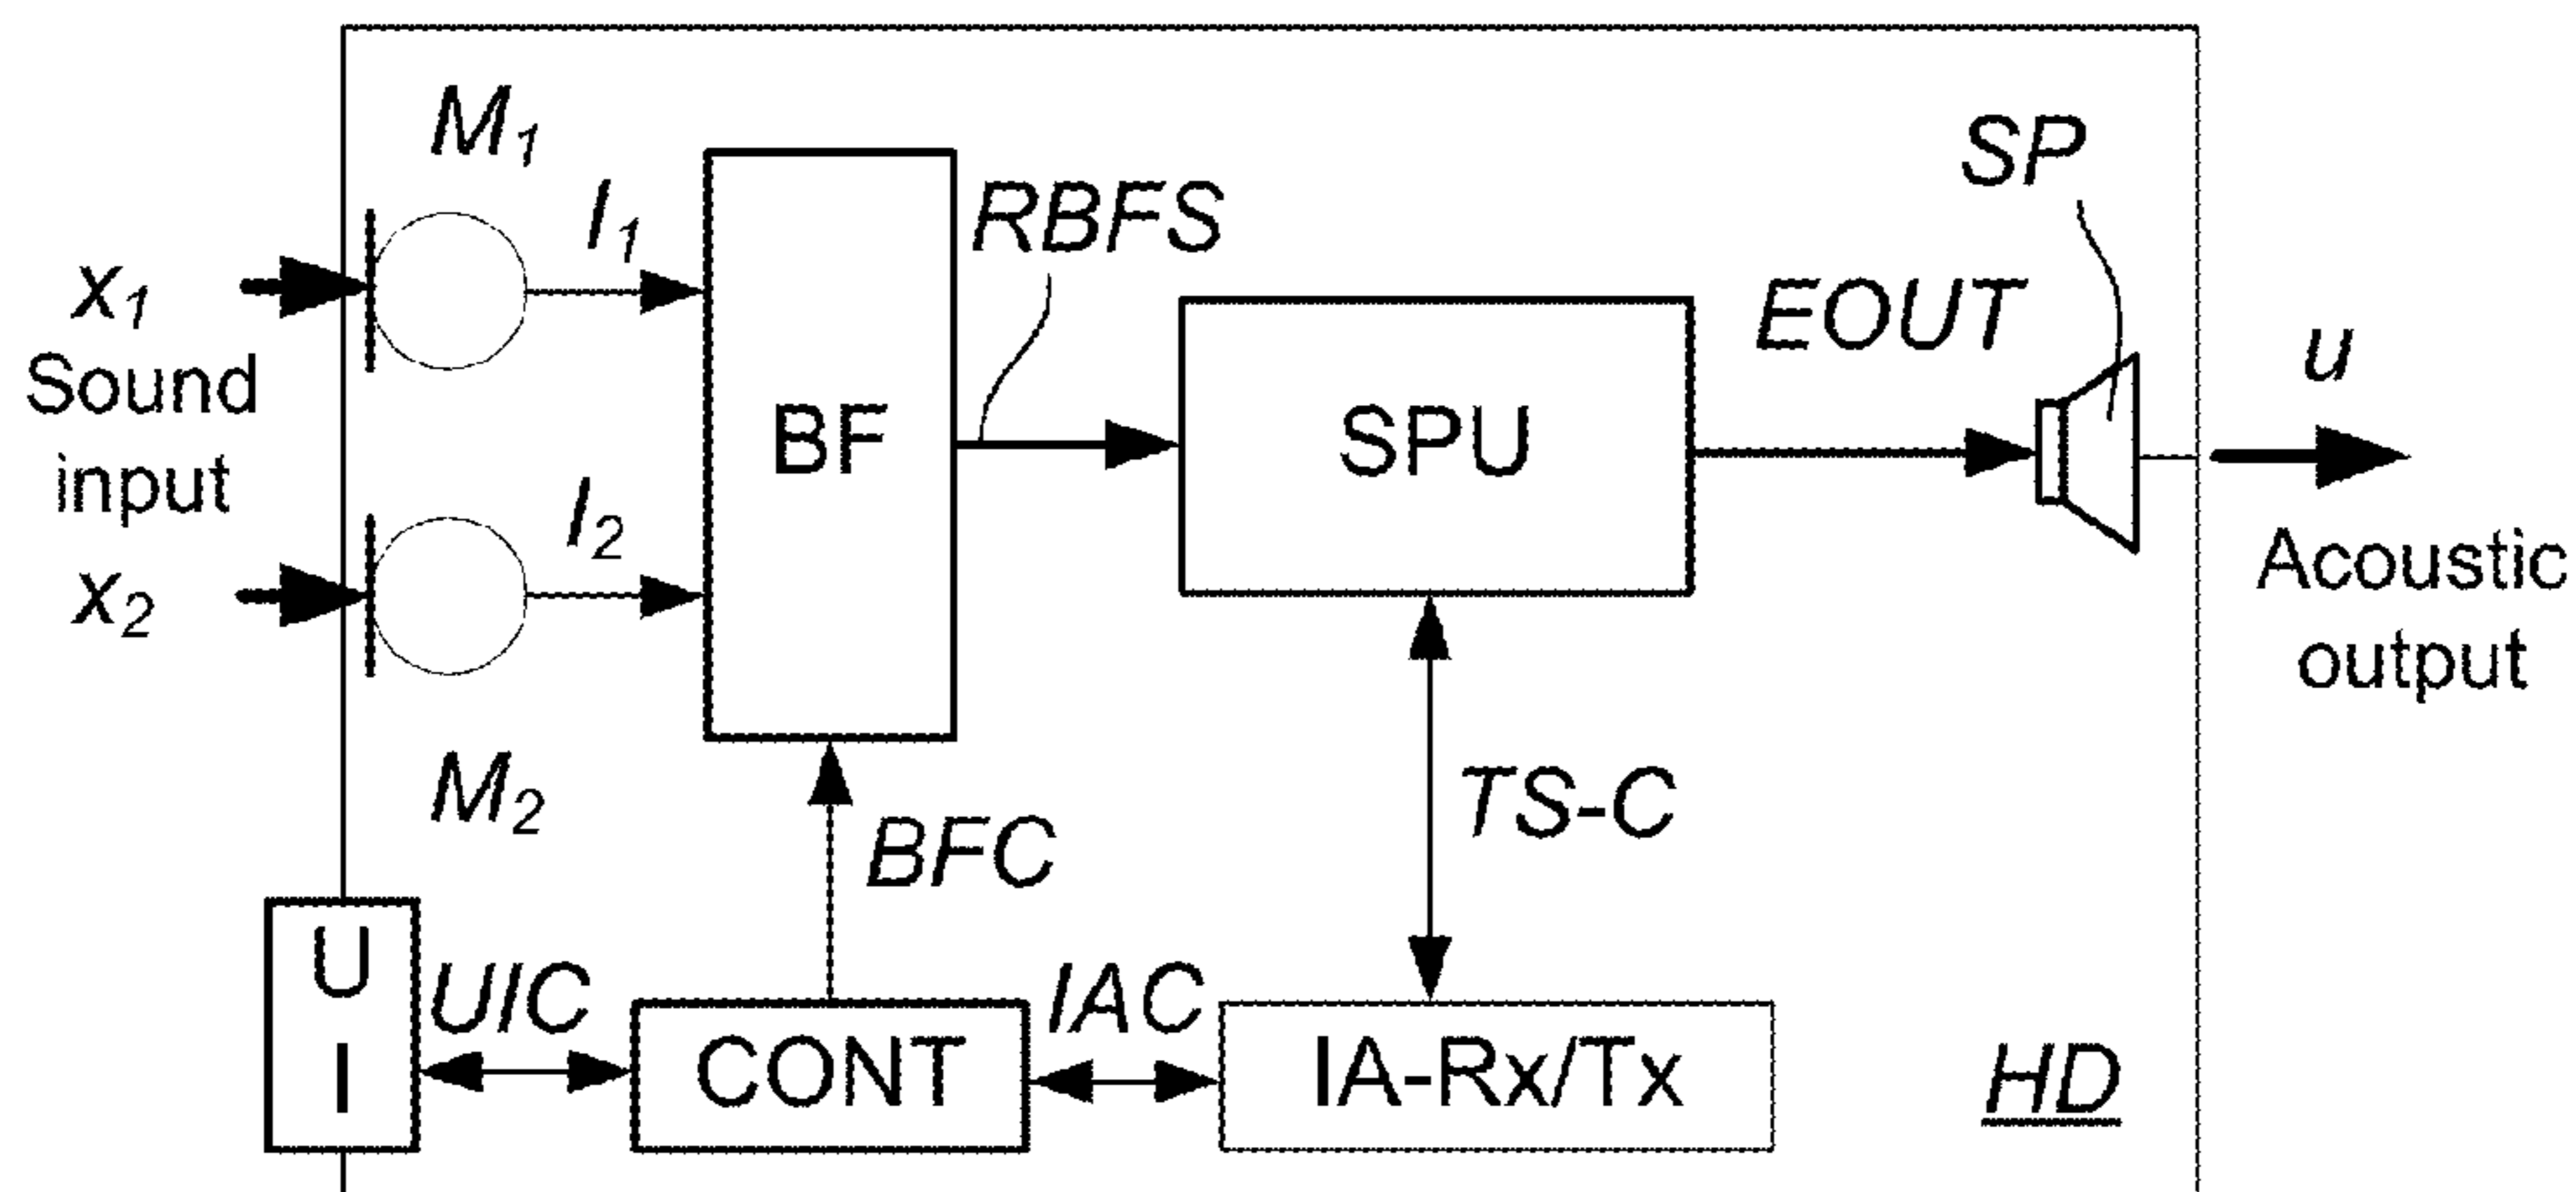 M1
SP
I1
RBFS
x1
EOUT
u
Sound
input
BF
SPU
I2
Acoustic
output
x2
M2
BFC
TS-C
U
I
UIC
CONT
IAC
IA-Rx/Tx
HD